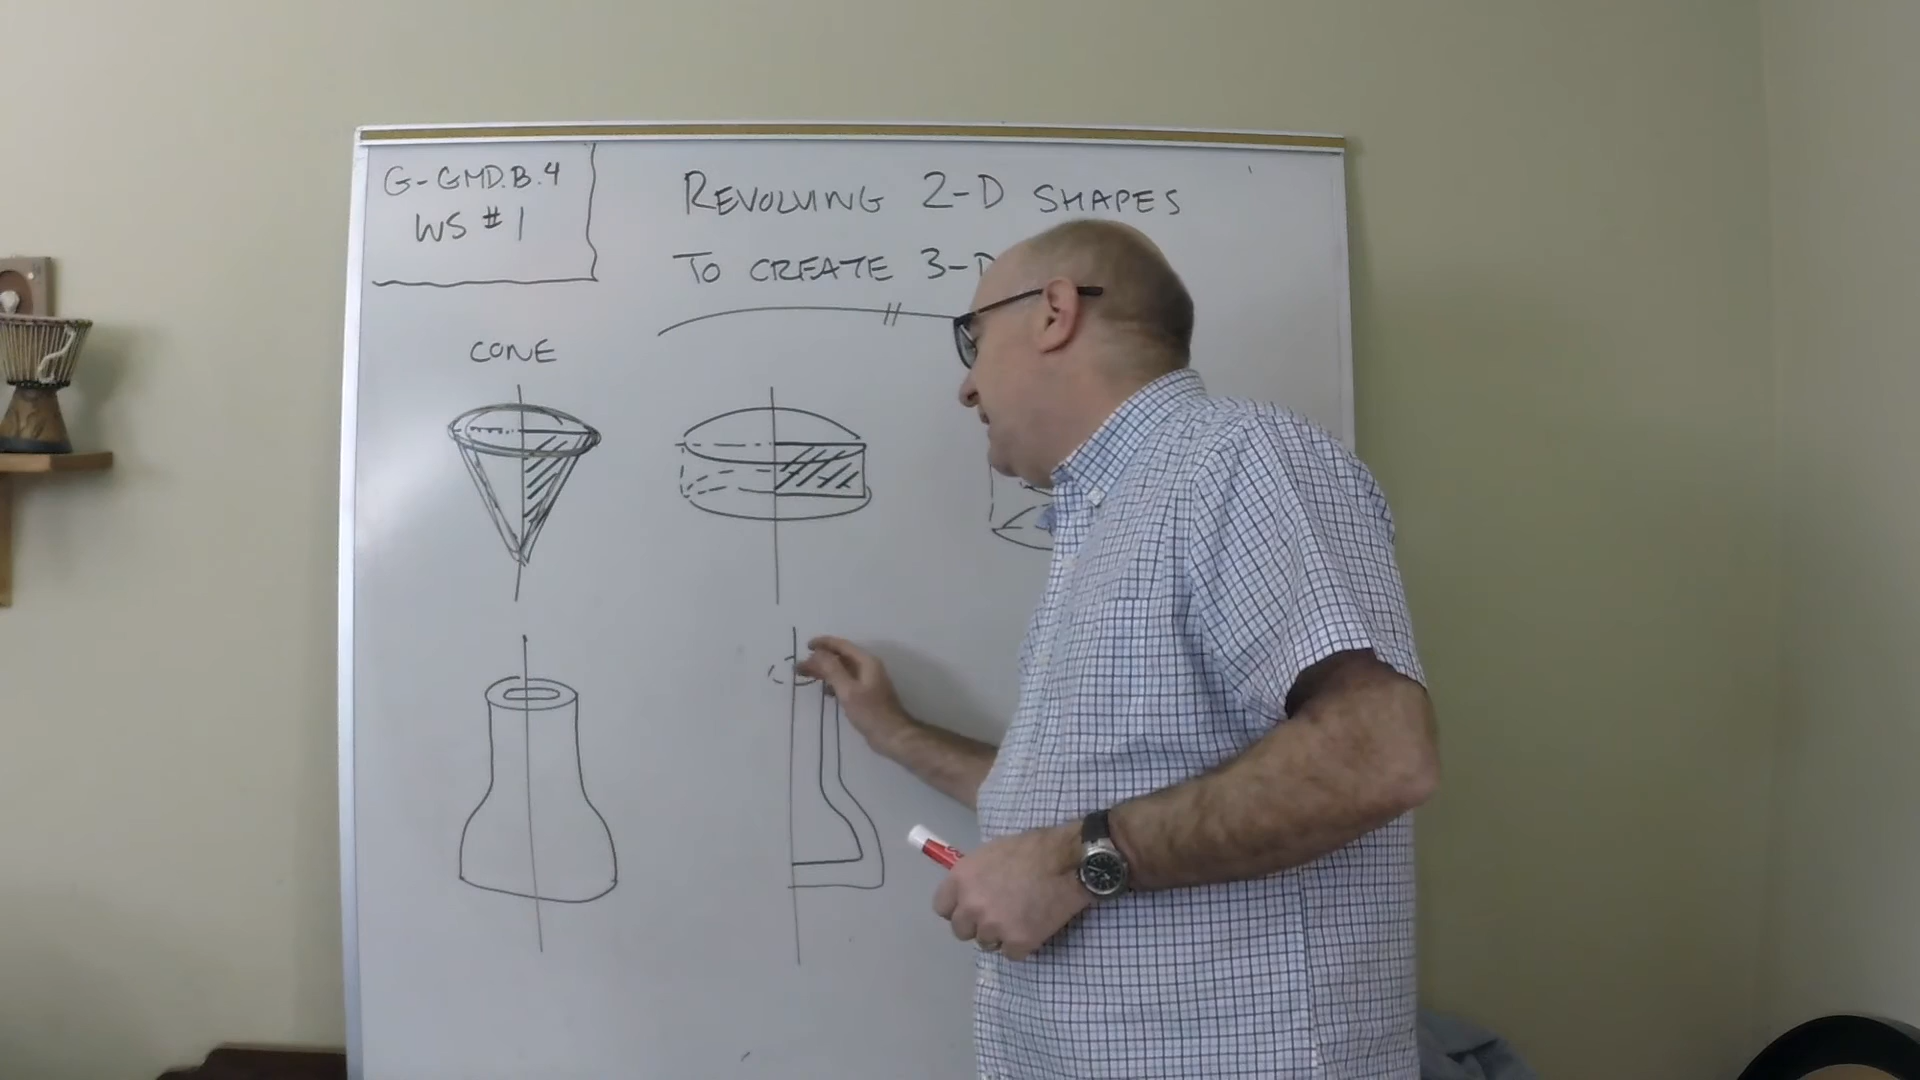 G-GMD.B.4
WS #1
REVOLVING 2-D SHAPES
TO CREATE 3-D
CONE